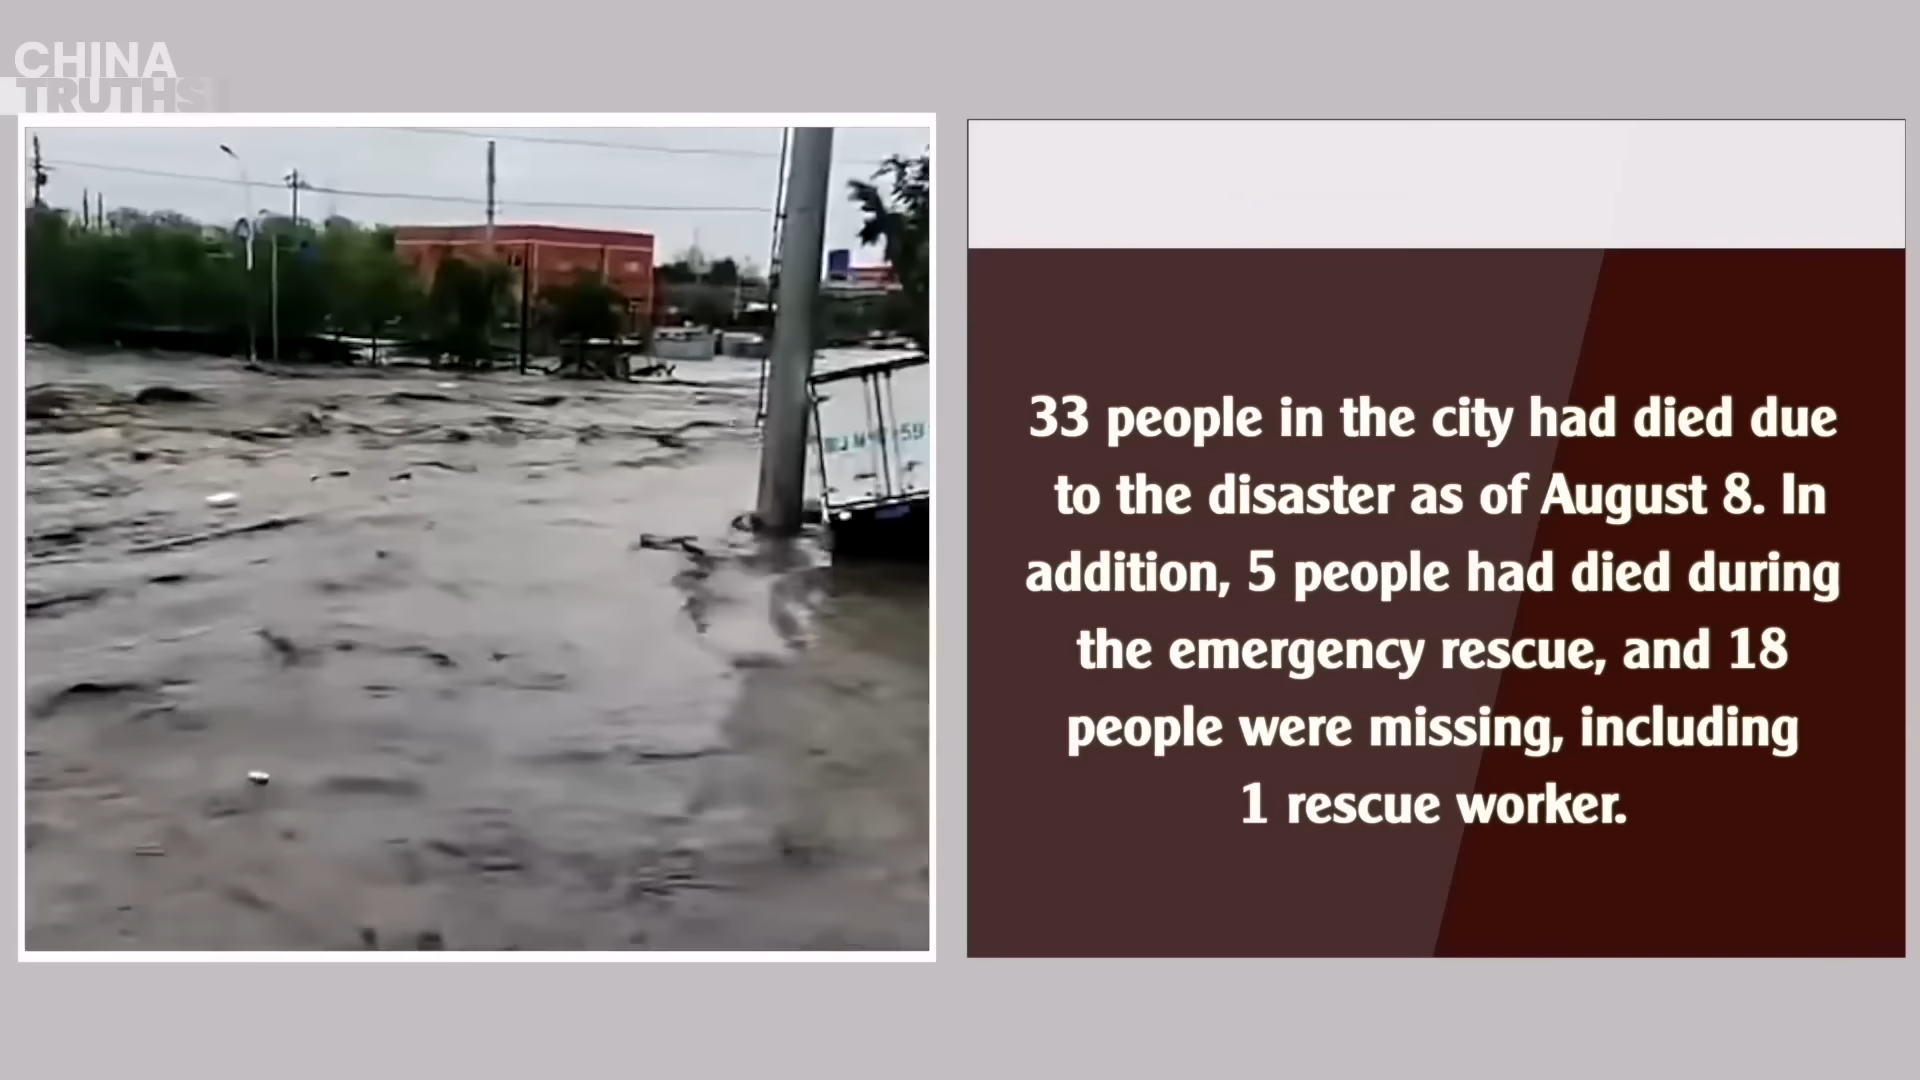 CHINA
TRUTHS
33 people in the city had died due
to the disaster as of August 8. In
addition, 5 people had died during
the emergency rescue, and 18
people were missing, including
1 rescue worker.